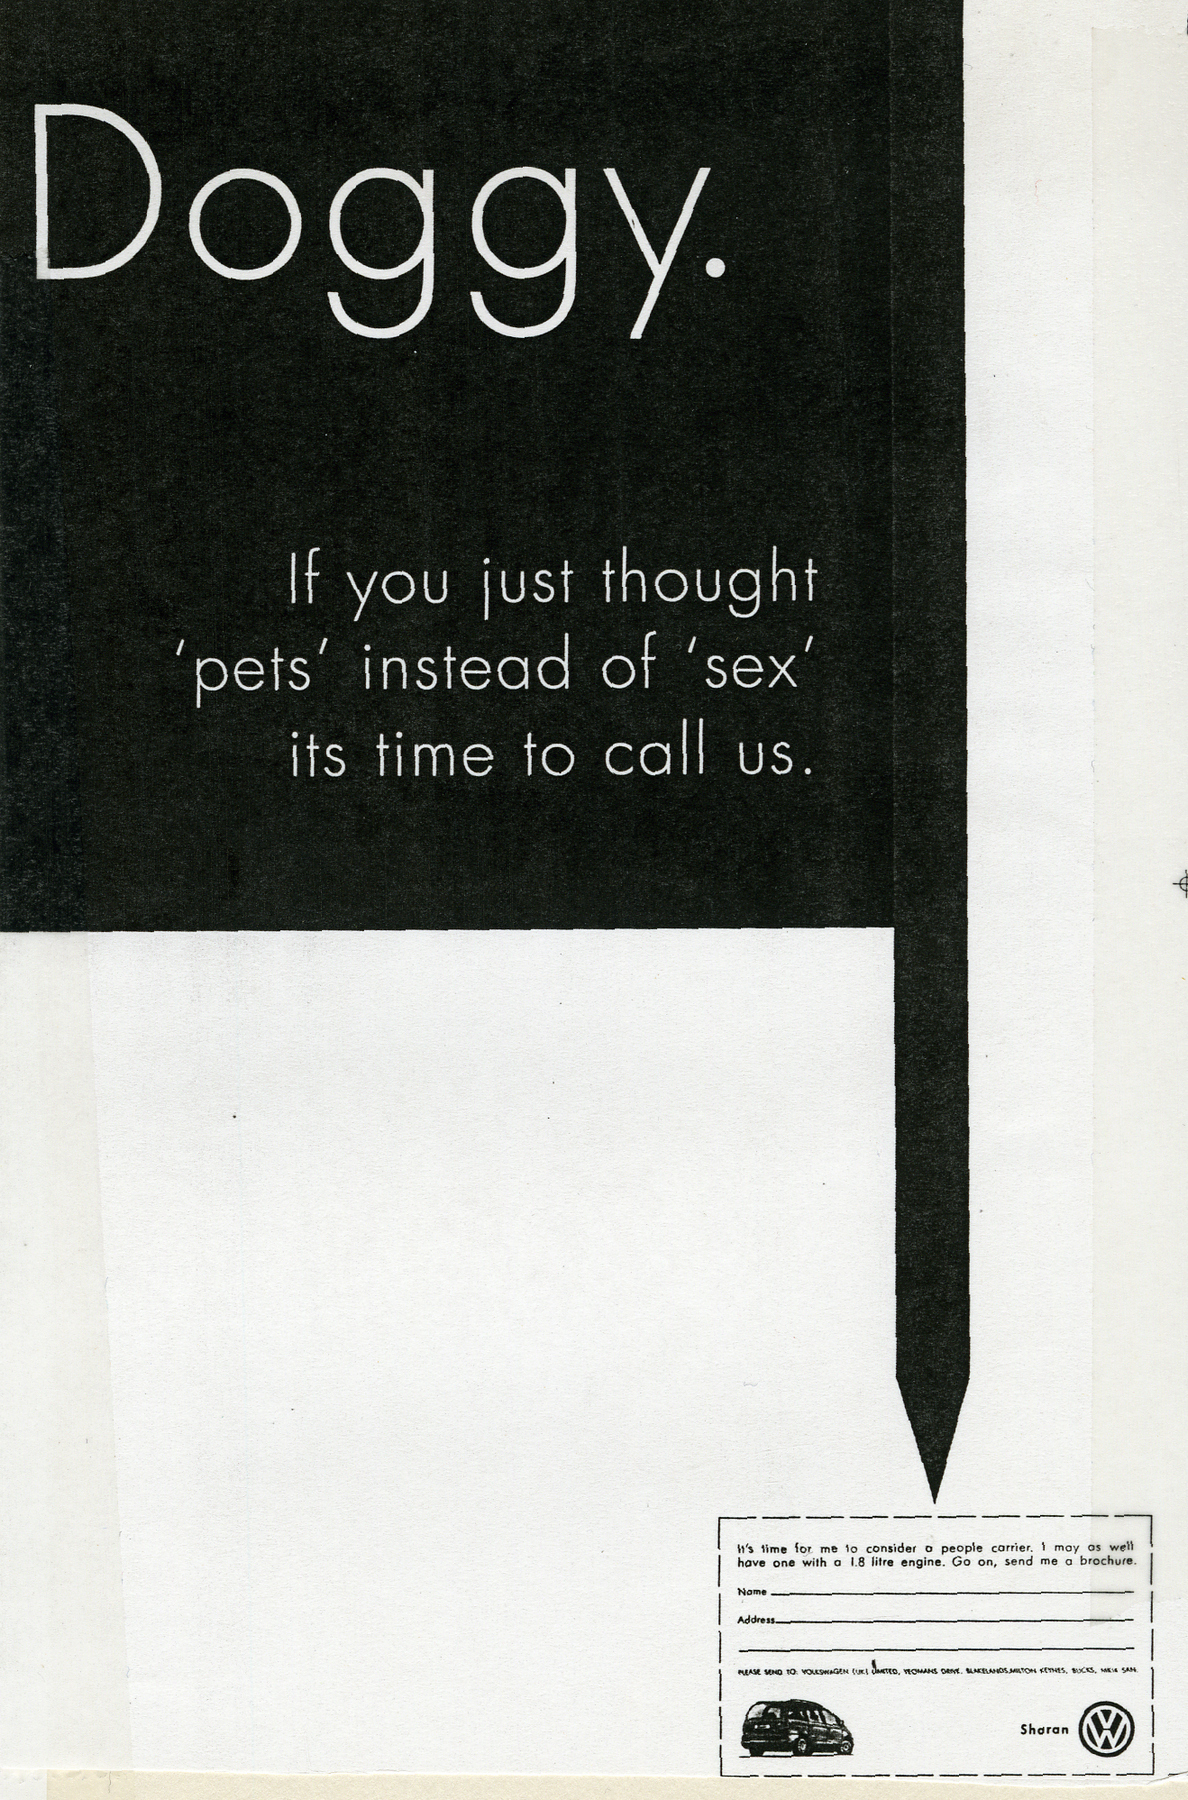 Doggy.
If you just thought
'pets' instead of 'sex'
its time to call us.
It's time for me to consider a people carrier. I may as well
have one with a 1.8 litre engine. Go on, send me a brochure.
Name
Address
PLEASE SEND TO: VOLKSWAGEN (UK) LIMITED, YEOMANS DRIVE, BLAKELANDS, MILTON KEYNES, BUCKS, MK14 5AN.
Sharan
VW